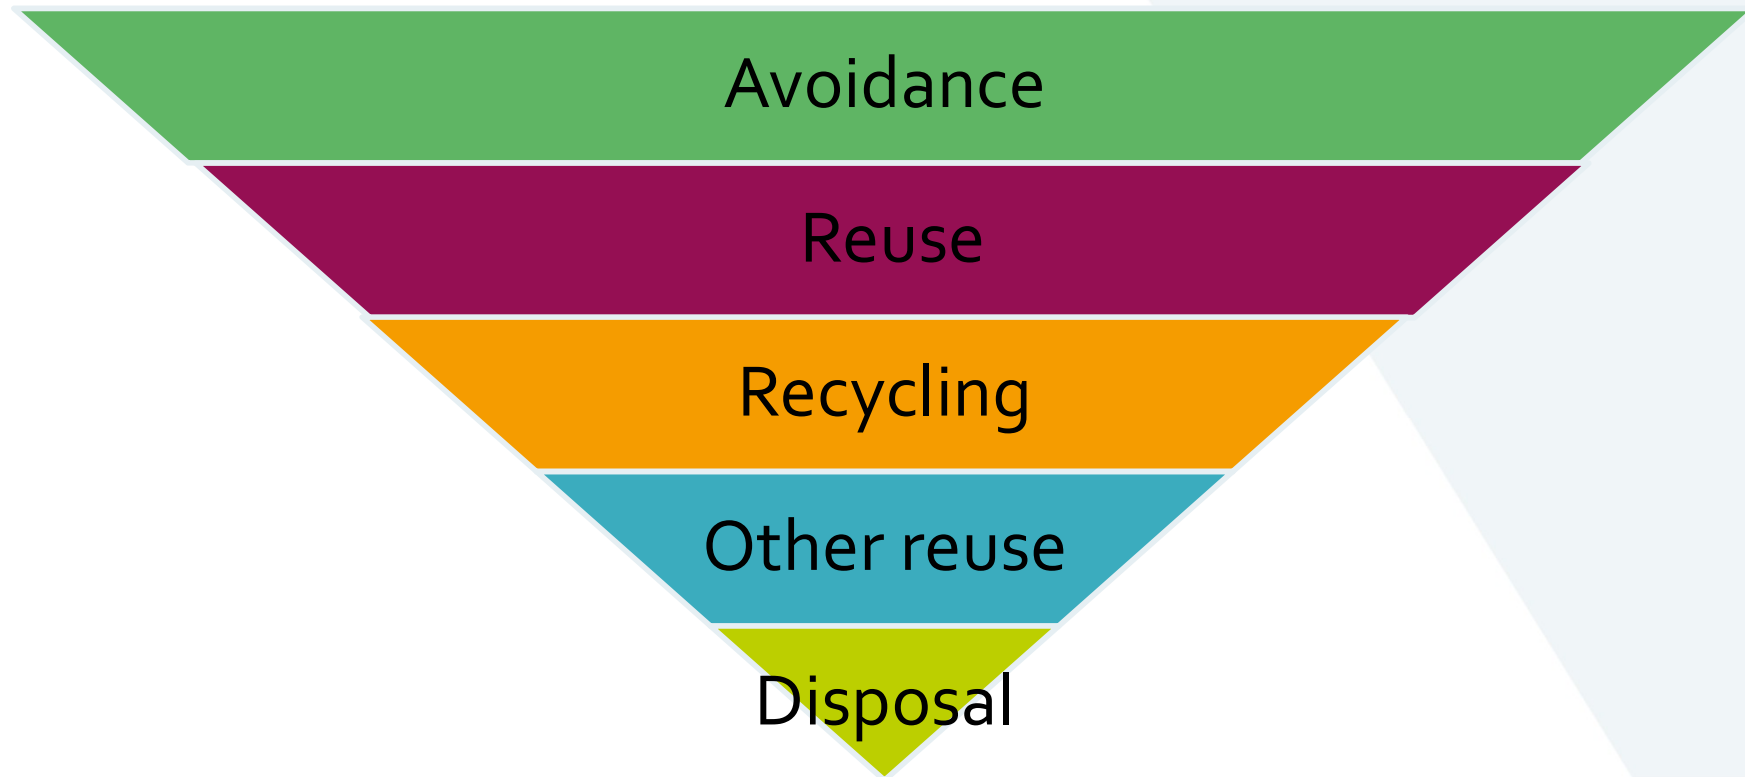 Avoidance
Reuse
Recycling
Other reuse
Disposal